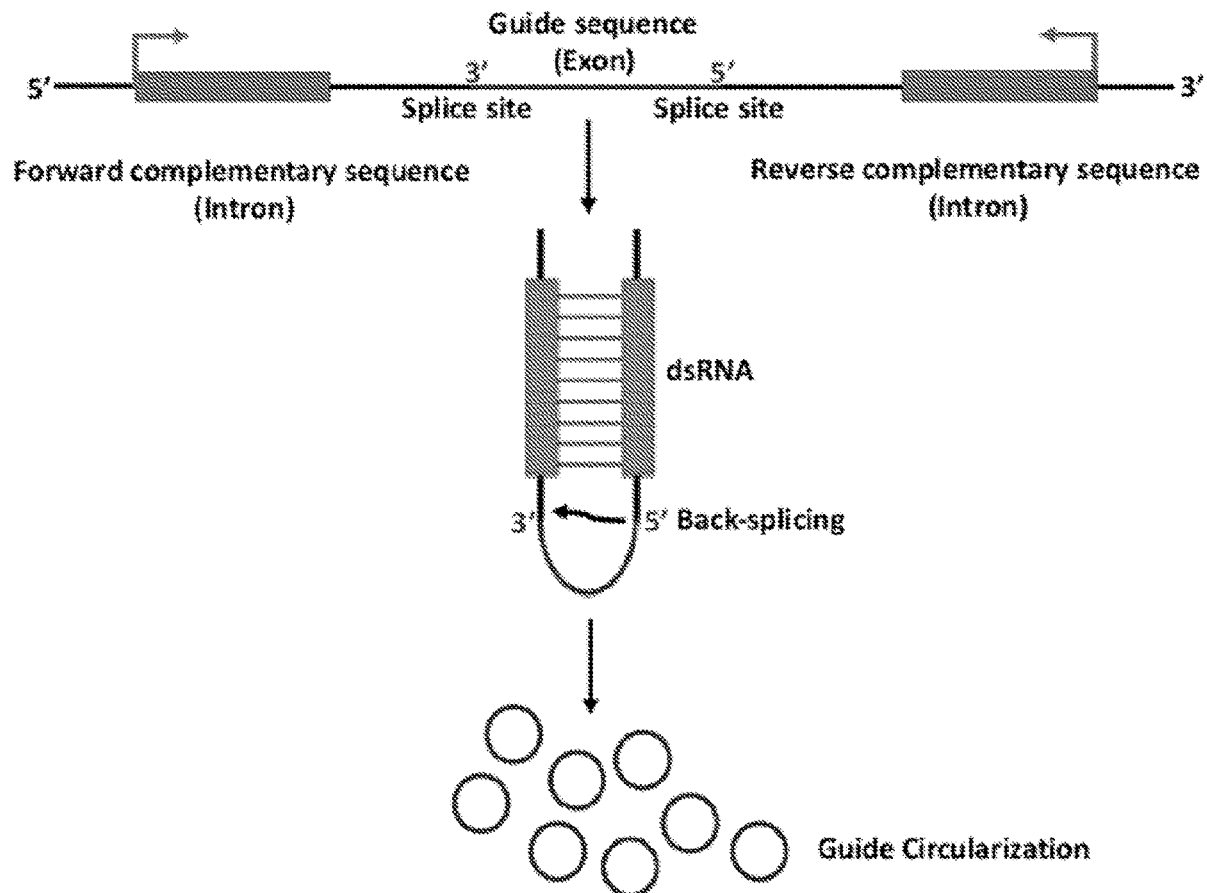 Guide sequence
(Exon)
5' 3' 5' 3'
Splice site Splice site
Forward complementary sequence
(Intron)
Reverse complementary sequence
(Intron)
dsRNA
3' 5' Back-splicing
Guide Circularization